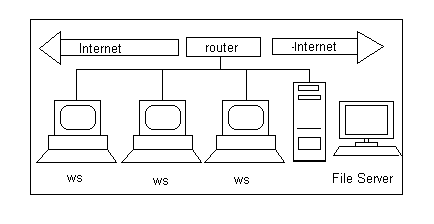 Internet
router
-Internet
ws
ws
ws
File Server